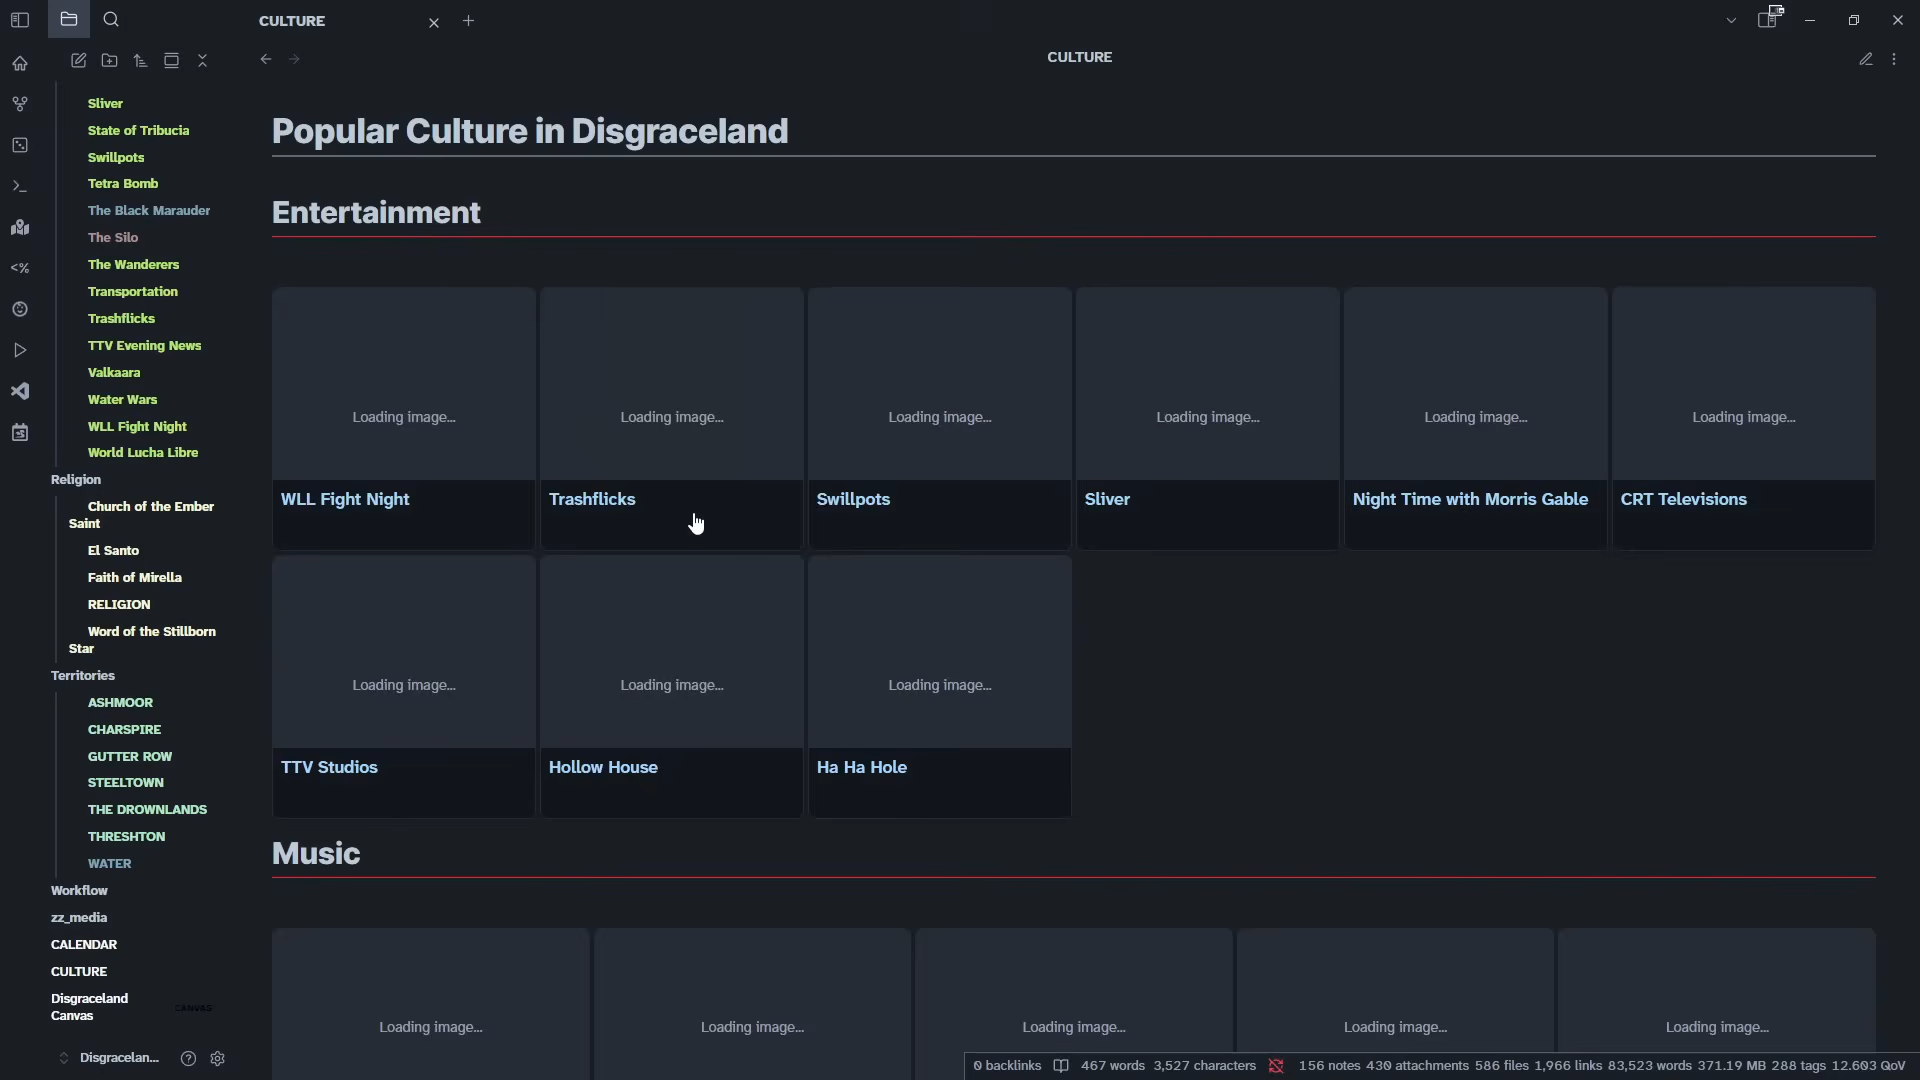 CULTURE
CULTURE
Sliver
State of Tribucia
Swillpots
Tetra Bomb
The Black Marauder
The Silo
The Wanderers
Transportation
Trashflicks
TTV Evening News
Valkaara
Water Wars
WLL Fight Night
World Lucha Libre
Religion
Church of the Ember
Saint
El Santo
Faith of Mirella
RELIGION
Word of the Stillborn
Star
Territories
ASHMOOR
CHARSPIRE
GUTTER ROW
STEELTOWN
THE DROWNLANDS
THRESHTON
WATER
Workflow
zz_media
CALENDAR
CULTURE
Disgraceland
Canvas
CANVAS
Disgracelan...
Popular Culture in Disgraceland
Entertainment
Loading image...
Loading image...
Loading image...
Loading image...
Loading image...
Loading image...
WLL Fight Night
Trashflicks
Swillpots
Sliver
Night Time with Morris Gable
CRT Televisions
Loading image...
Loading image...
Loading image...
TTV Studios
Hollow House
Ha Ha Hole
Music
Loading image...
Loading image...
Loading image...
Loading image...
Loading image...
0 backlinks 467 words 3,527 characters 156 notes 430 attachments 586 files 1,966 links 83,523 words 371.19 MB 288 tags 12.603 QoV